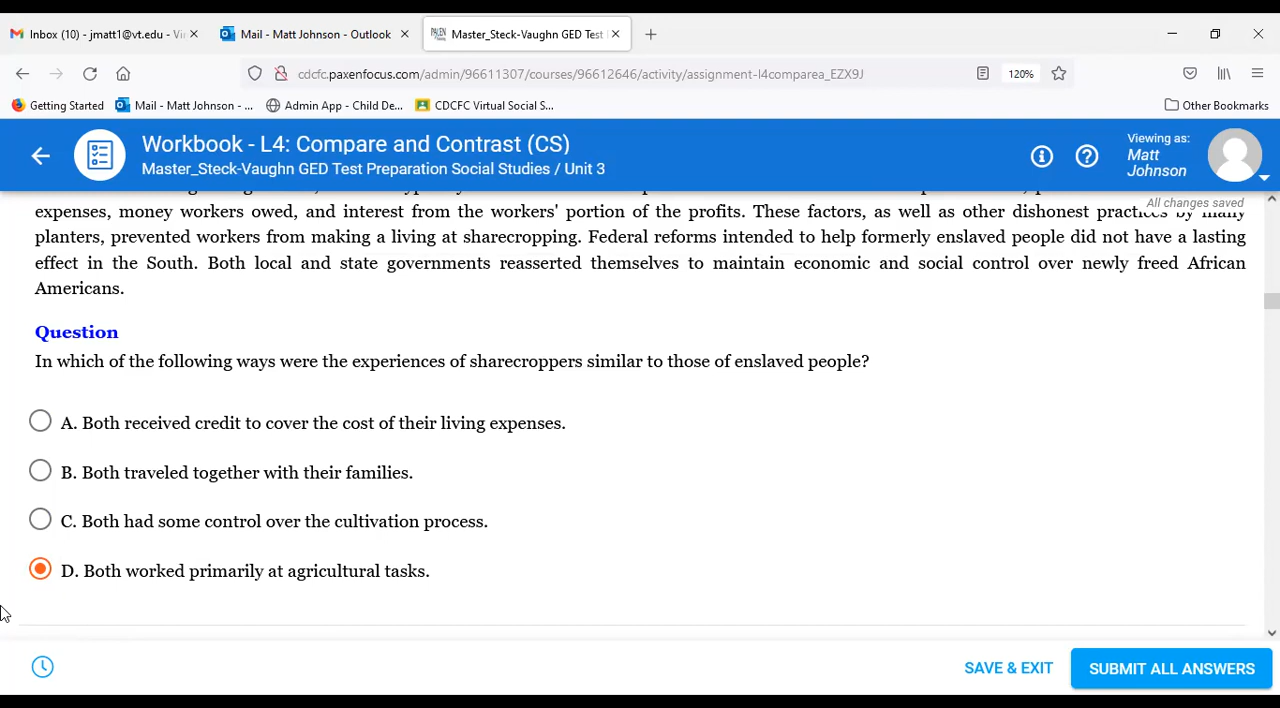 Inbox (10) - jmatt1@vt.edu - Vir
Mail - Matt Johnson - Outlook
PAXEN
Master_Steck-Vaughn GED Test
cdcfc.paxenfocus.com/admin/96611307/courses/96612646/activity/assignment-l4comparea_EZX9J
120%
Getting Started
Mail - Matt Johnson - ...
Admin App - Child De...
CDCFC Virtual Social S...
Other Bookmarks
Workbook - L4: Compare and Contrast (CS)
Master_Steck-Vaughn GED Test Preparation Social Studies / Unit 3
Viewing as:
Matt
Johnson
All changes saved
expenses, money workers owed, and interest from the workers' portion of the profits. These factors, as well as other dishonest practices by many
planters, prevented workers from making a living at sharecropping. Federal reforms intended to help formerly enslaved people did not have a lasting
effect in the South. Both local and state governments reasserted themselves to maintain economic and social control over newly freed African
Americans.
Question
In which of the following ways were the experiences of sharecroppers similar to those of enslaved people?
A. Both received credit to cover the cost of their living expenses.
B. Both traveled together with their families.
C. Both had some control over the cultivation process.
D. Both worked primarily at agricultural tasks.
SAVE & EXIT
SUBMIT ALL ANSWERS